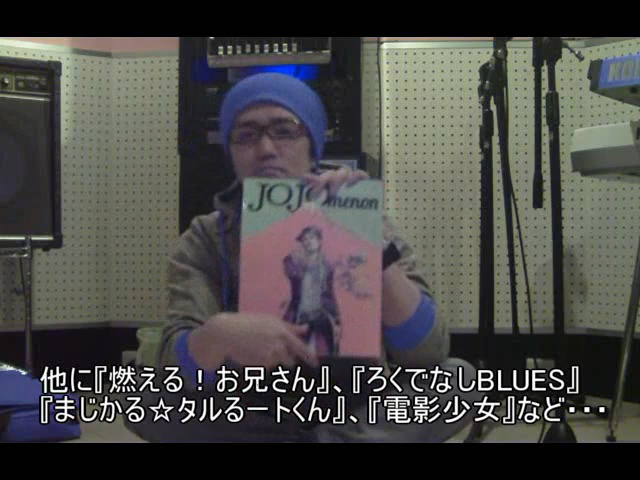 JOJOmenon
KO
他に『燃える！お兄さん』、『ろくでなしBLUES』
『まじかる☆タルるートくん』、『電影少女』など・・・